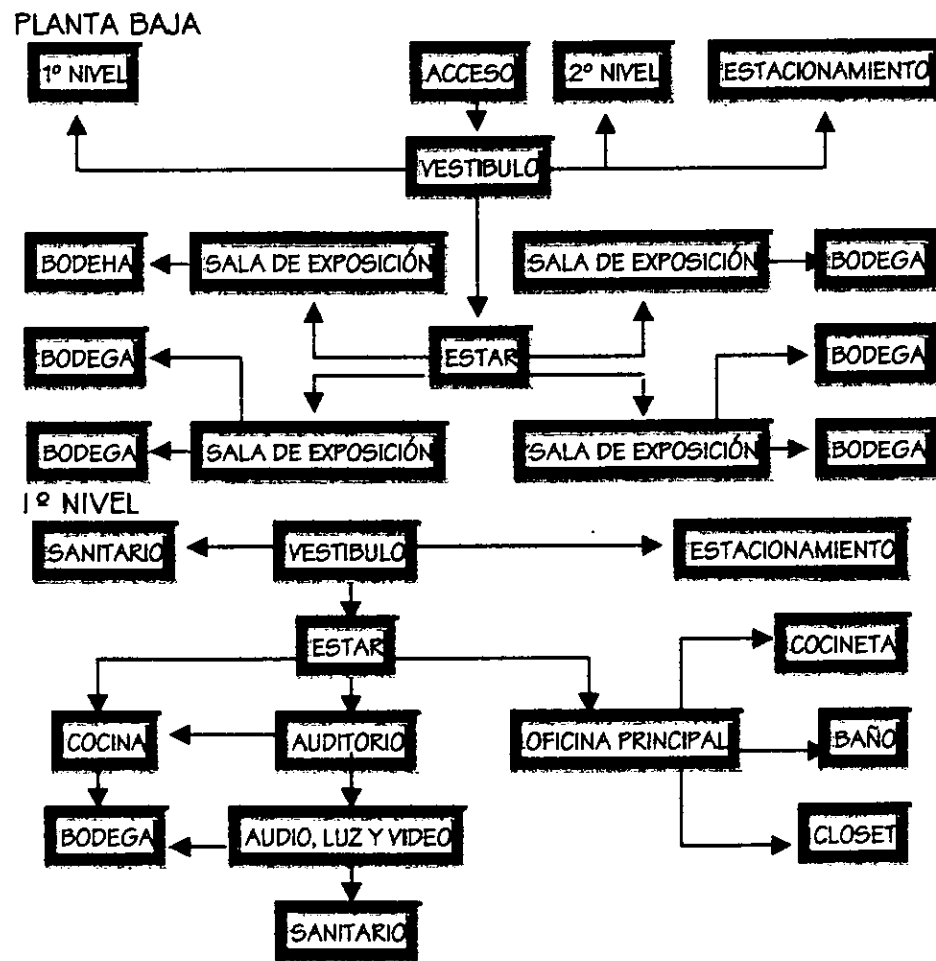 PLANTA BAJA
1º NIVEL
ACCESO
2º NIVEL
ESTACIONAMIENTO
VESTIBULO
BODEHA
SALA DE EXPOSICIÓN
SALA DE EXPOSICIÓN
BODEGA
BODEGA
ESTAR
BODEGA
BODEGA
SALA DE EXPOSICIÓN
SALA DE EXPOSICIÓN
BODEGA
1º NIVEL
SANITARIO
VESTIBULO
ESTACIONAMIENTO
ESTAR
COCINETA
COCINA
AUDITORIO
OFICINA PRINCIPAL
BAÑO
BODEGA
AUDIO, LUZ Y VIDEO
CLOSET
SANITARIO